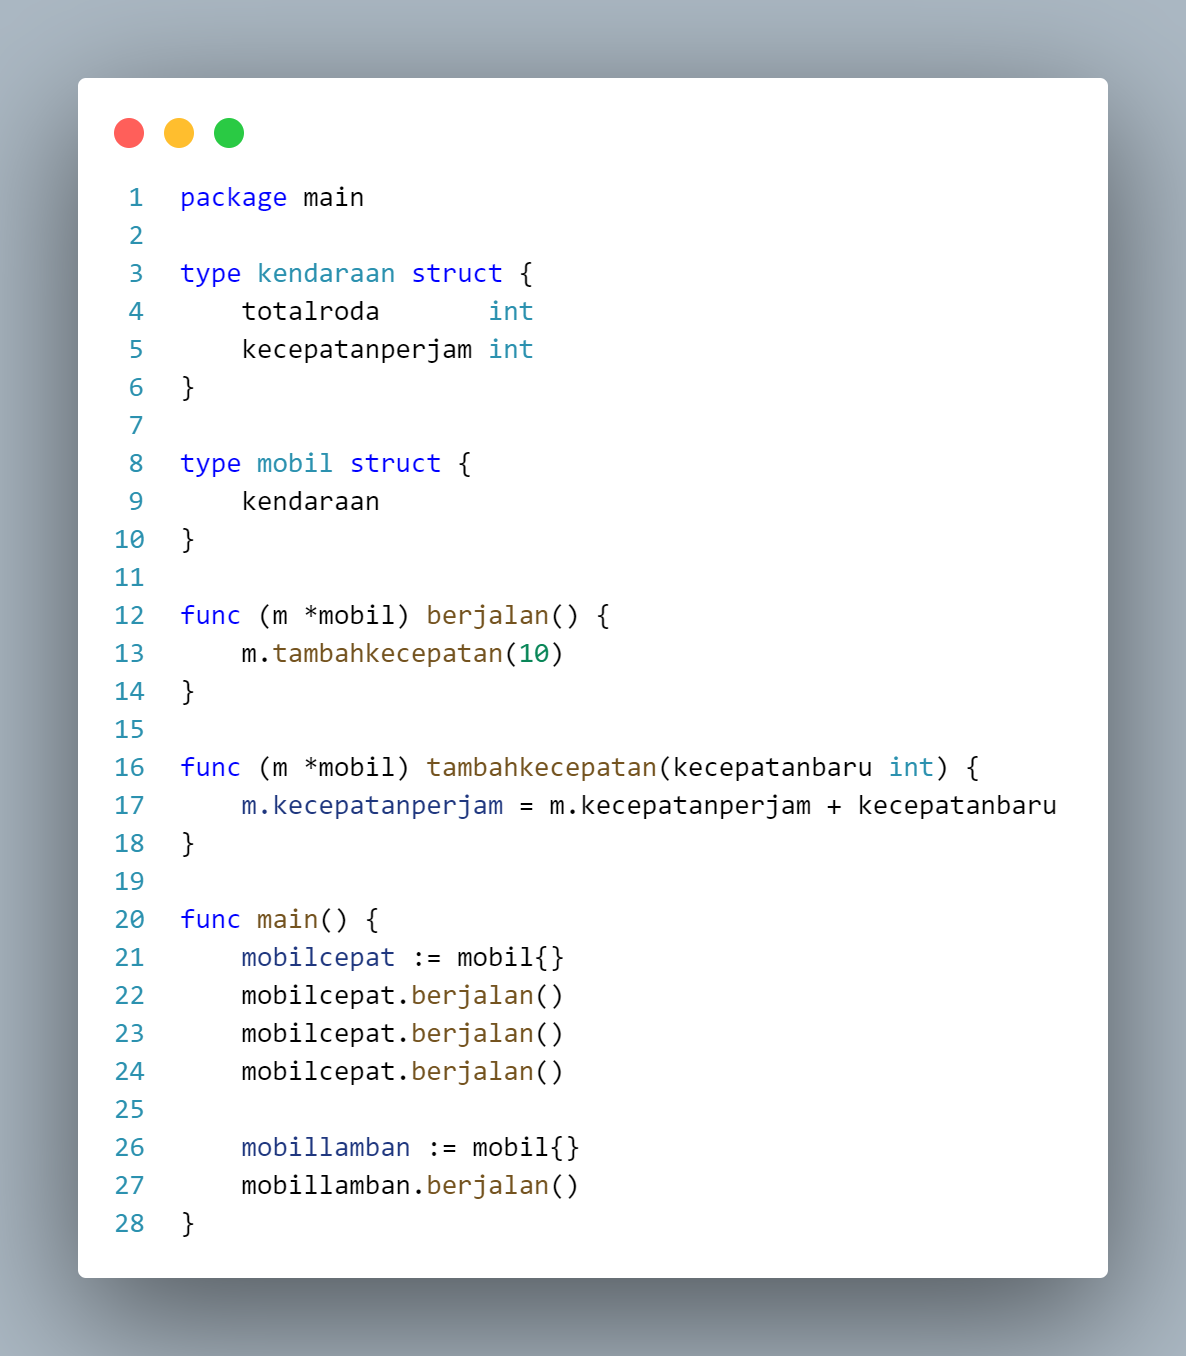 1 package main
2
3 type kendaraan struct {
4     totalroda       int
5     kecepatanperjam int
6 }
7
8 type mobil struct {
9     kendaraan
10 }
11
12 func (m *mobil) berjalan() {
13     m.tambahkecepatan(10)
14 }
15
16 func (m *mobil) tambahkecepatan(kecepatanbaru int) {
17     m.kecepatanperjam = m.kecepatanperjam + kecepatanbaru
18 }
19
20 func main() {
21     mobilcepat := mobil{}
22     mobilcepat.berjalan()
23     mobilcepat.berjalan()
24     mobilcepat.berjalan()
25
26     mobillamban := mobil{}
27     mobillamban.berjalan()
28 }